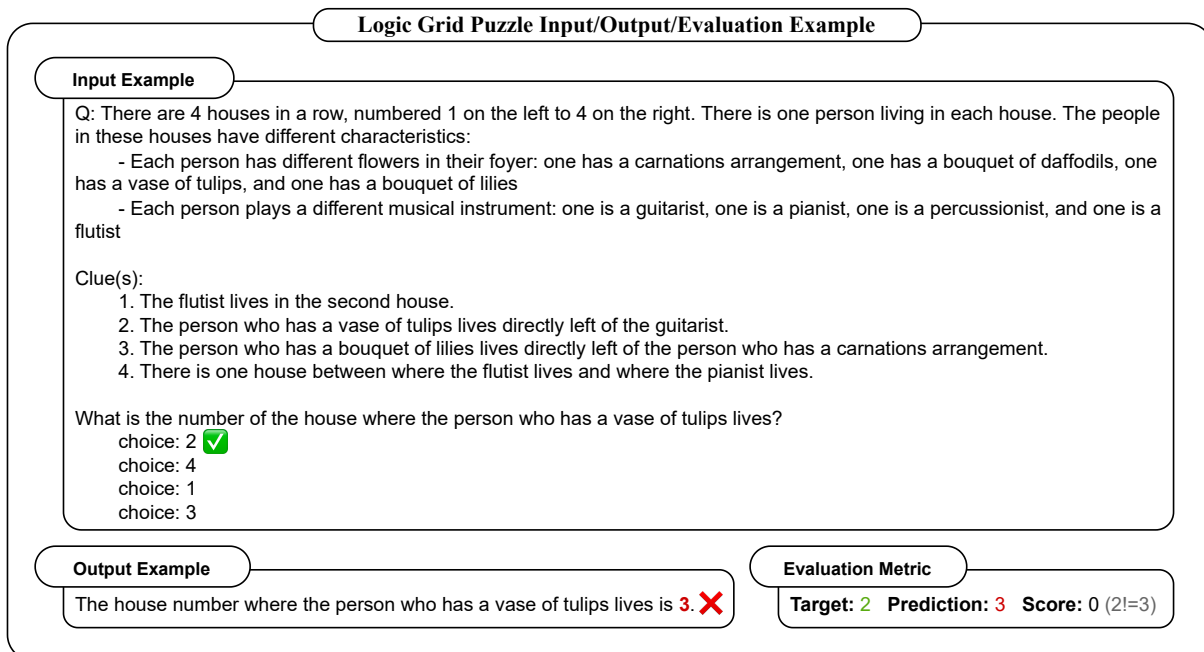 Logic Grid Puzzle Input/Output/Evaluation Example
Input Example
Q: There are 4 houses in a row, numbered 1 on the left to 4 on the right. There is one person living in each house. The people
in these houses have different characteristics:
- Each person has different flowers in their foyer: one has a carnations arrangement, one has a bouquet of daffodils, one
has a vase of tulips, and one has a bouquet of lilies
- Each person plays a different musical instrument: one is a guitarist, one is a pianist, one is a percussionist, and one is a
flutist
Clue(s):
1. The flutist lives in the second house.
2. The person who has a vase of tulips lives directly left of the guitarist.
3. The person who has a bouquet of lilies lives directly left of the person who has a carnations arrangement.
4. There is one house between where the flutist lives and where the pianist lives.
What is the number of the house where the person who has a vase of tulips lives?
choice: 2 ✅
choice: 4
choice: 1
choice: 3
Output Example
The house number where the person who has a vase of tulips lives is 3. ❌
Evaluation Metric
Target: 2 Prediction: 3 Score: 0 (2!=3)